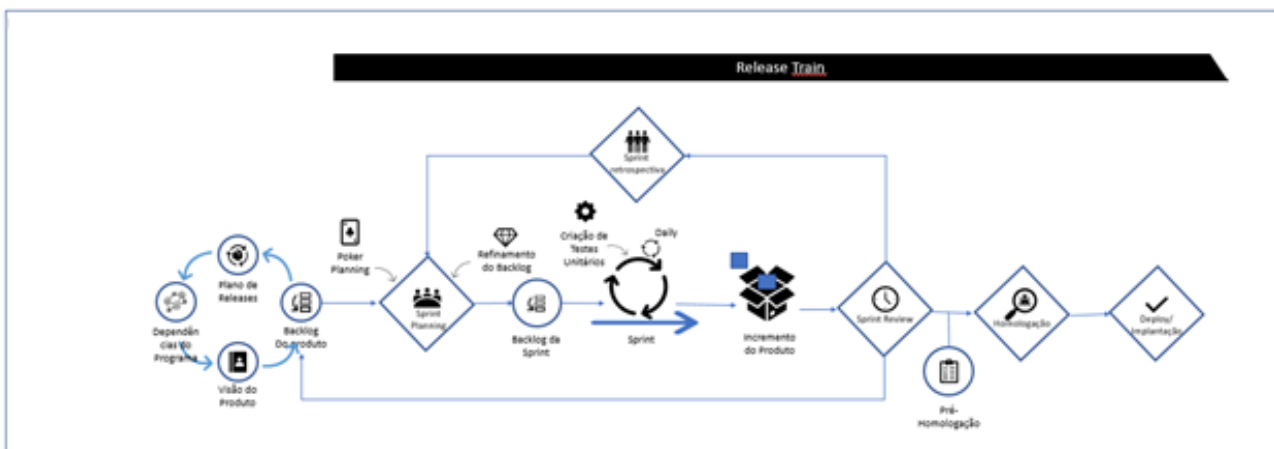 Release Train
Sprint
retrospectiva
Poker
Planning
Refinamento
do Backlog
Criação de
Testes
Unitários
Daily
Plano de
Releases
Dependên
cias do
Programa
Backlog
Do produto
Visão do
Produto
Sprint
Planning
Backlog da
Sprint
Sprint
Incremento
do Produto
Sprint Review
Homologação
Deploy/
Implantação
Pré-
Homologação